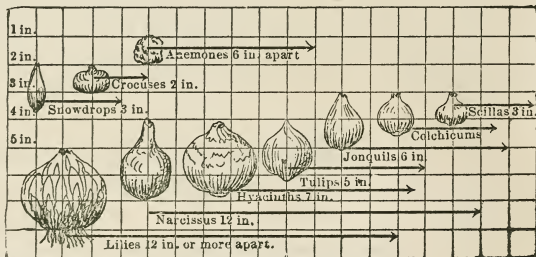 1 in.
Anemones 6 in. apart
2 in.
3 in.
Crocuses 2 in.
Snowdrops 3 in.
Scillas 3 in.
4 in.
Colchicums
5 in.
Jonquils 6 in.
Tulips 5 in.
Hyacinths 7 in.
Narcissus 12 in.
Lilies 12 in. or more apart.